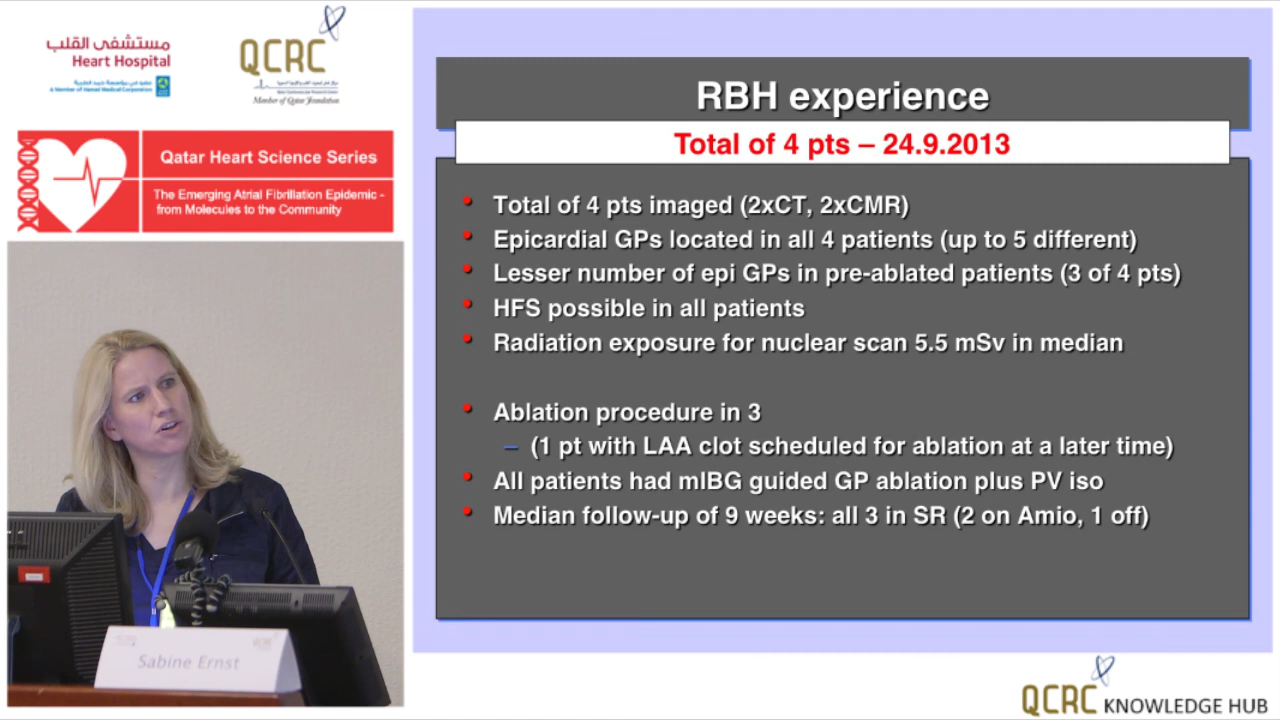 مستشفى القلب
Heart Hospital
A Member of Hamad Medical Corporation
QCRC
Member of Qatar Foundation
Qatar Heart Science Series
The Emerging Atrial Fibrillation Epidemic -
from Molecules to the Community
RBH experience
Total of 4 pts – 24.9.2013
• Total of 4 pts imaged (2xCT, 2xCMR)
• Epicardial GPs located in all 4 patients (up to 5 different)
• Lesser number of epi GPs in pre-ablated patients (3 of 4 pts)
• HFS possible in all patients
• Radiation exposure for nuclear scan 5.5 mSv in median
• Ablation procedure in 3
– (1 pt with LAA clot scheduled for ablation at a later time)
• All patients had mIBG guided GP ablation plus PV iso
• Median follow-up of 9 weeks: all 3 in SR (2 on Amio, 1 off)
Sabine Ernst
QCRC KNOWLEDGE HUB